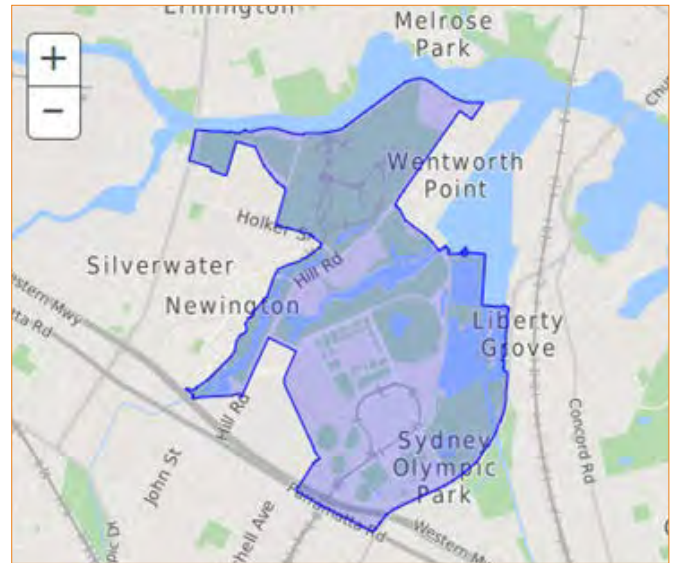 Ermington
Melrose
Park
+
−
Wentworth
Point
Holker St
Silverwater
Hill Rd
Newington
Western Mwy
Liberty
Grove
Hill Rd
Concord Rd
John St
Sydney
Olympic
Park
Parramatta Rd
Western M